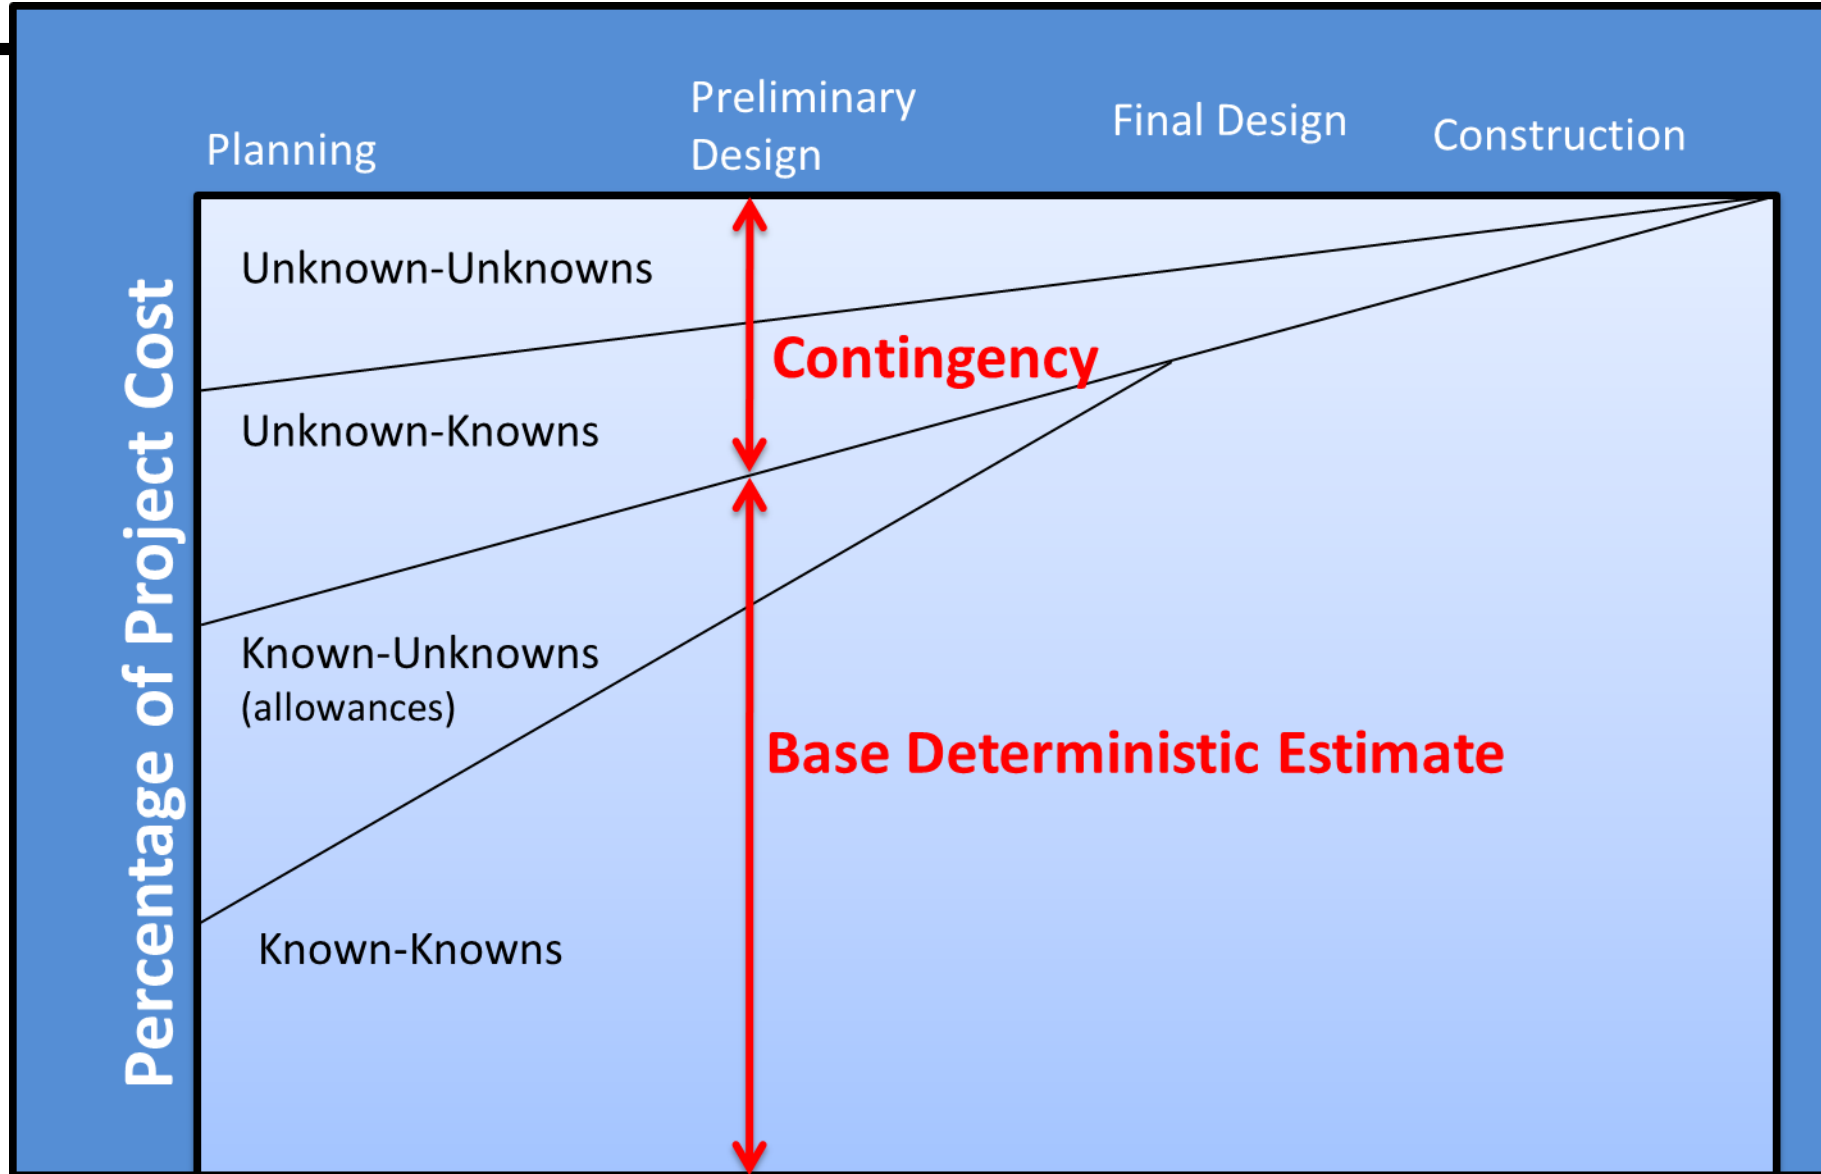 Planning
Preliminary
Design
Final Design
Construction
Percentage of Project Cost
Unknown-Unknowns
Contingency
Unknown-Knowns
Known-Unknowns
(allowances)
Base Deterministic Estimate
Known-Knowns